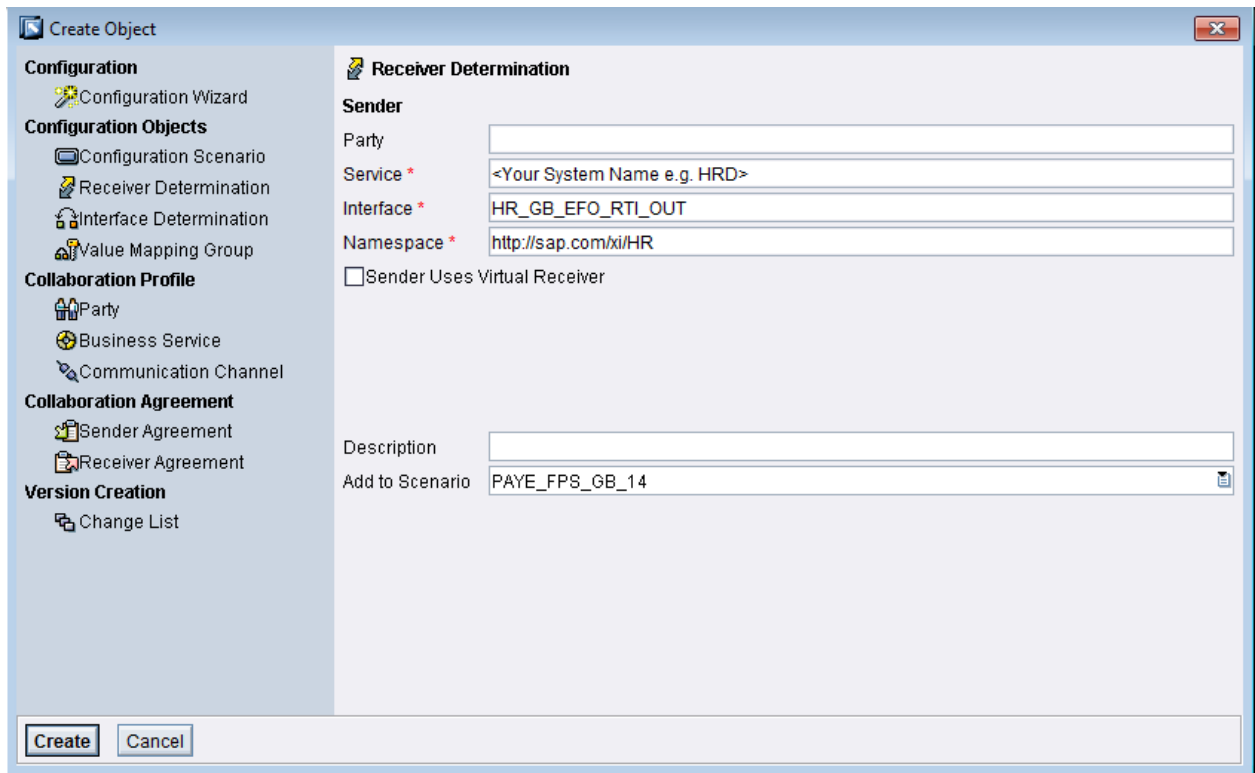 Create Object
Configuration
Configuration Wizard
Configuration Objects
Configuration Scenario
Receiver Determination
Interface Determination
Value Mapping Group
Collaboration Profile
Party
Business Service
Communication Channel
Collaboration Agreement
Sender Agreement
Receiver Agreement
Version Creation
Change List
Receiver Determination
Sender
Party
Service * <Your System Name e.g. HRD>
Interface * HR_GB_EFO_RTI_OUT
Namespace * http://sap.com/xi/HR
Sender Uses Virtual Receiver
Description
Add to Scenario PAYE_FPS_GB_14
Create Cancel